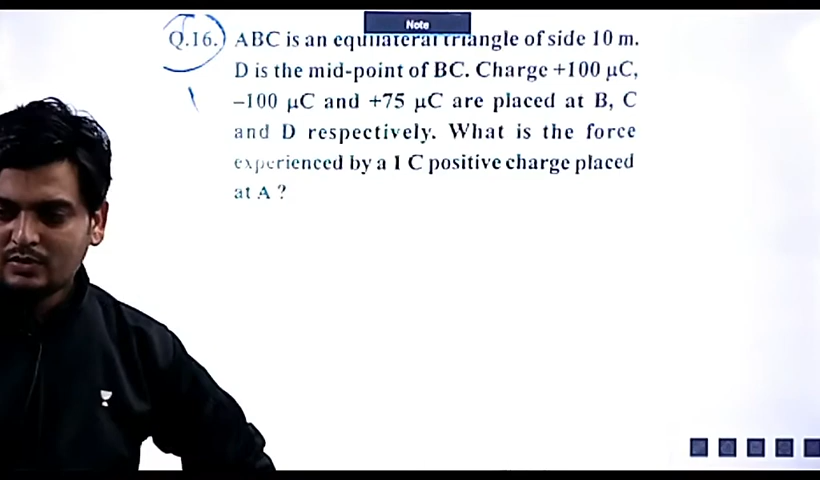 Note
Q.16. ABC is an equilateral triangle of side 10 m.
D is the mid-point of BC. Charge +100 μC,
–100 μC and +75 μC are placed at B, C
and D respectively. What is the force
experienced by a 1 C positive charge placed
at A ?